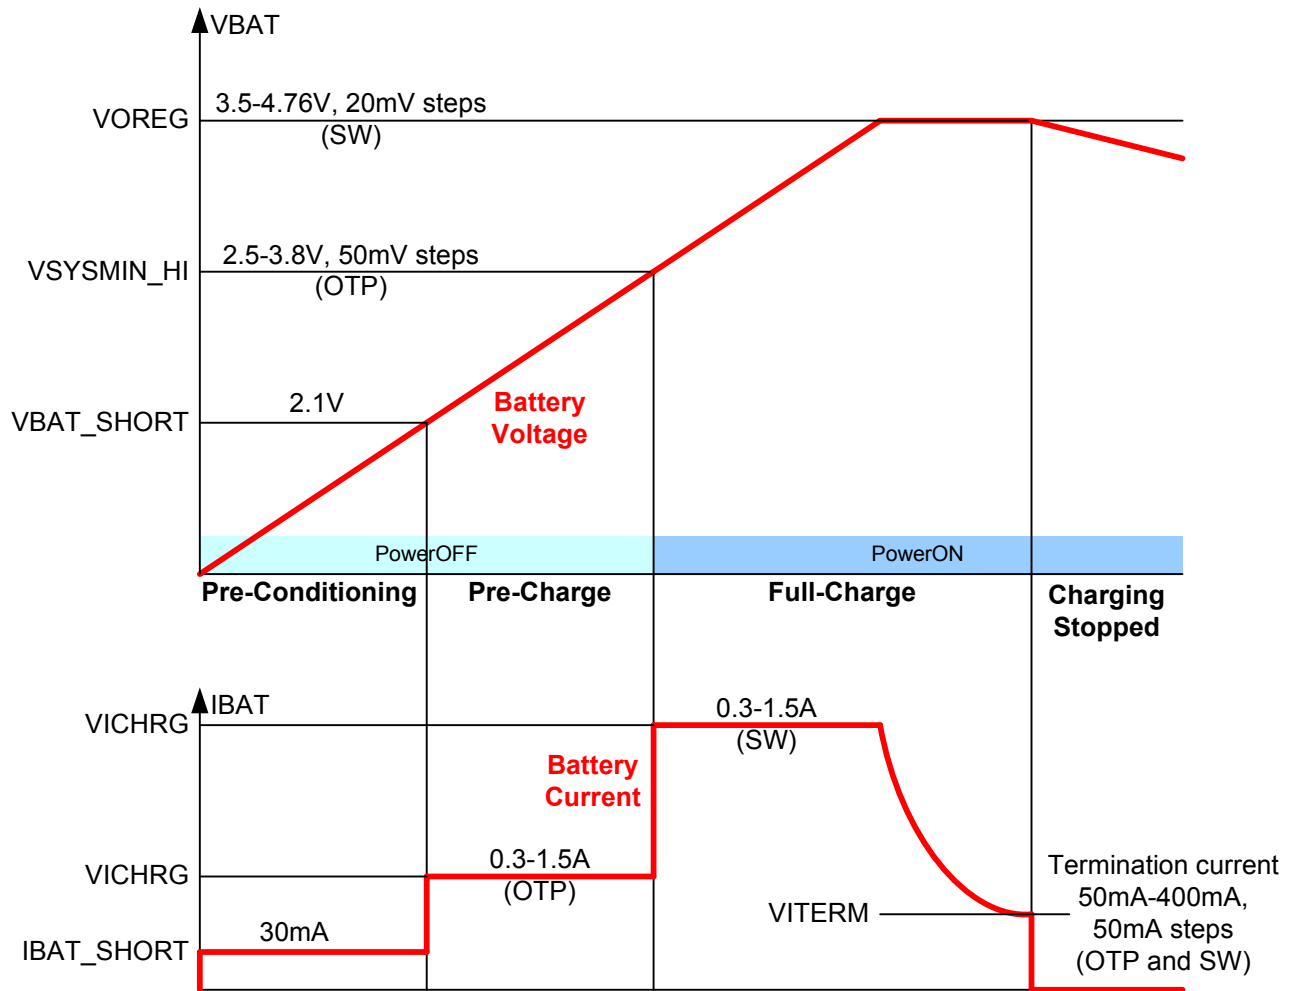 VBAT
3.5-4.76V, 20mV steps
VOREG
(SW)
2.5-3.8V, 50mV steps
VSYSMIN_HI
(OTP)
2.1V
VBAT_SHORT
Battery
Voltage
PowerOFF
PowerON
Pre-Conditioning
Pre-Charge
Full-Charge
Charging
Stopped
IBAT
VICHRG
0.3-1.5A
(SW)
Battery
Current
VICHRG
0.3-1.5A
(OTP)
VITERM
Termination current
50mA-400mA,
50mA steps
(OTP and SW)
30mA
IBAT_SHORT